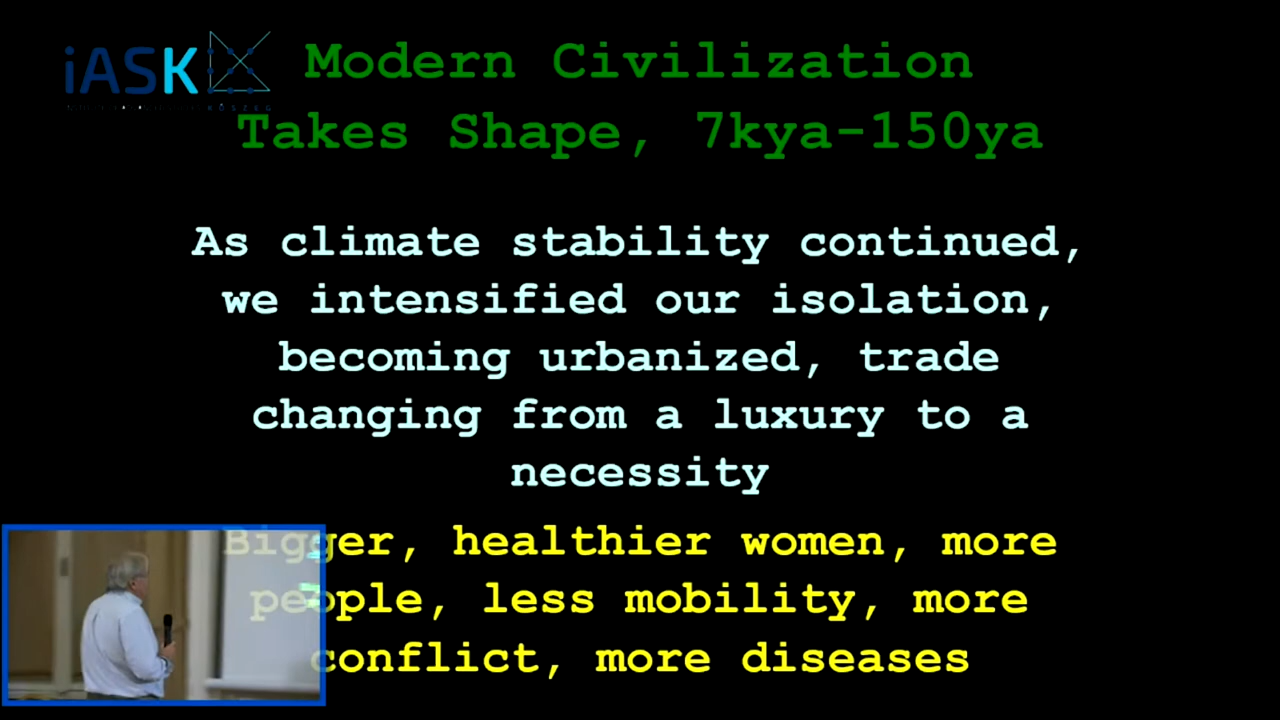 iASK
Modern Civilization
KŐSZEG
Takes Shape, 7kya-150ya
As climate stability continued,
we intensified our isolation,
becoming urbanized, trade
changing from a luxury to a
necessity
Bigger, healthier women, more
people, less mobility, more
conflict, more diseases